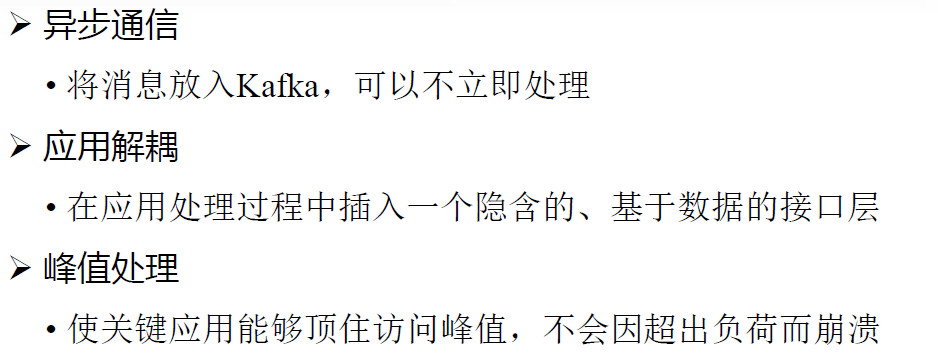 ➢ 异步通信
• 将消息放入Kafka，可以不立即处理
➢ 应用解耦
• 在应用处理过程中插入一个隐含的、基于数据的接口层
➢ 峰值处理
• 使关键应用能够顶住访问峰值，不会因超出负荷而崩溃